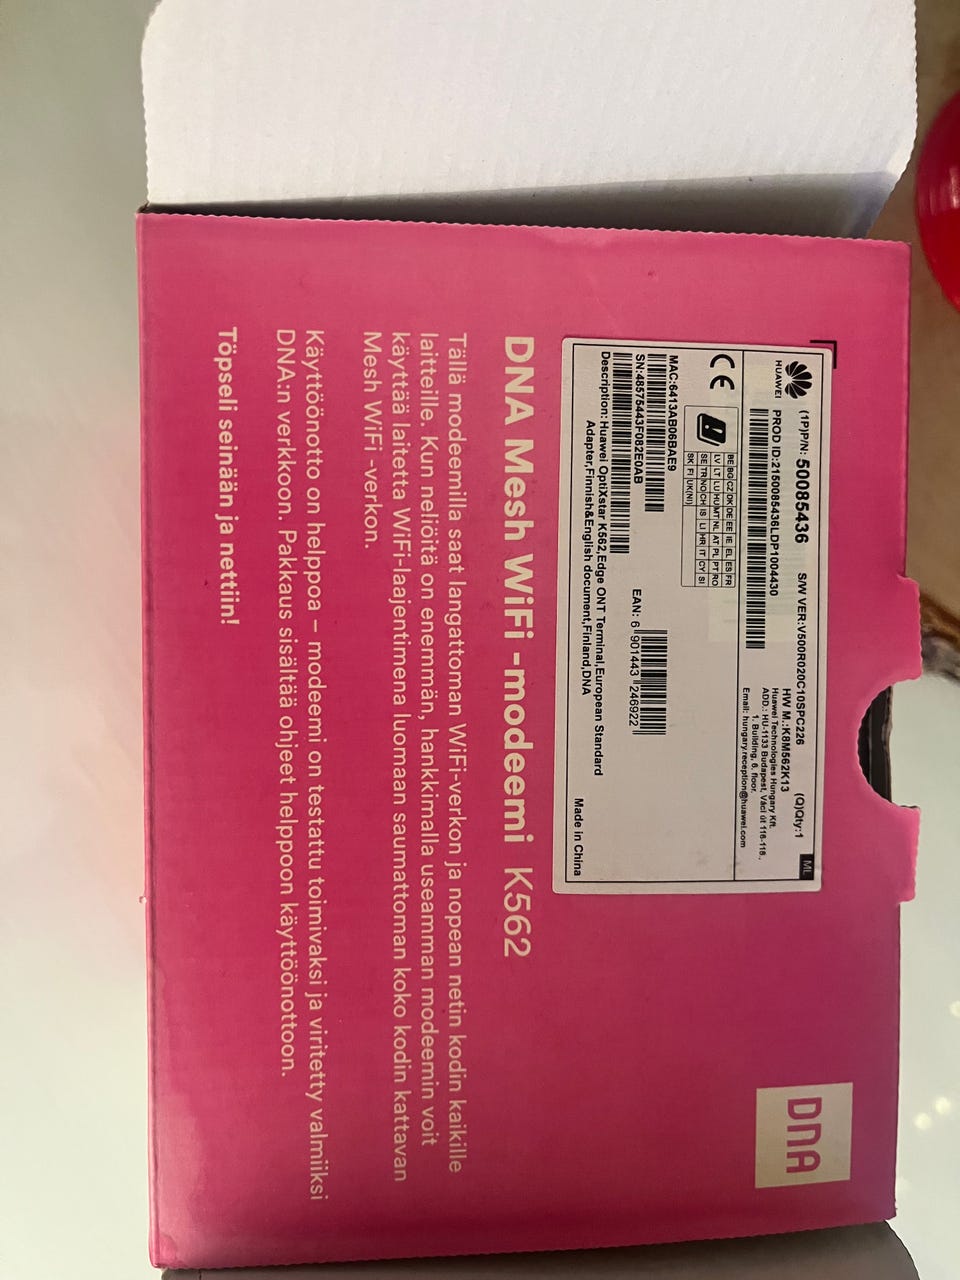 HUAWEI
(1P)P/N: 50085436
S/W VER:V500R020C10SPC226
(Q)Qty:1
ML
PROD ID:2150085436LDP1004430
HW M.:K8M562K13
Huawei Technologies Hungary Kft.
ADD.: HU-1133 Budapest, Váci út 116-118.,
1. Building, 6. floor.
Email: hungary.reception@huawei.com
CE
BE BG CZ DK DE EE IE EL ES FR
LV LT LU HU MT NL AT PL PT RO
SE TR NO CH IS LI HR IT CY SI
SK FI UK(NI)
MAC:6413AB06BAE9
SN:48575443F082E0AB
EAN: 6 901443 246922
Description:Huawei OptiXstar K562,Edge ONT Terminal,European Standard
Adapter,Finnish&English document,Finland,DNA
Made in China
DNA
DNA Mesh WiFi -modeemi K562
Tällä modeemilla saat langattoman WiFi-verkon ja nopean netin kodin kaikille
laitteille. Kun neliöitä on enemmän, hankkimalla useamman modeemin voit
käyttää laitetta WiFi-laajentimena luomaan saumattoman koko kodin kattavan
Mesh WiFi -verkon.
Käyttöönotto on helppoa – modeemi on testattu toimivaksi ja viritetty valmiiksi
DNA:n verkkoon. Pakkaus sisältää ohjeet helppoon käyttöönottoon.
Töpseli seinään ja nettiin!